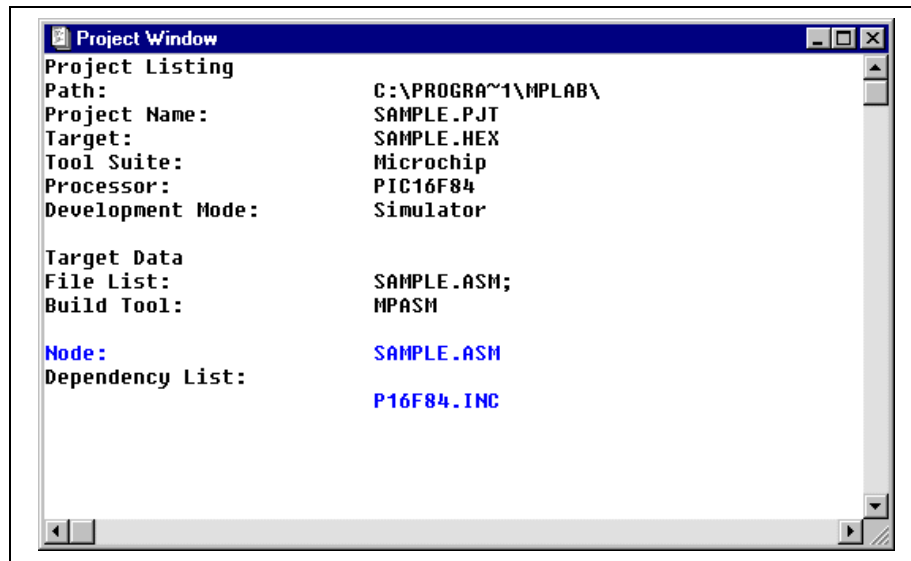 Project Window
Project Listing
Path: C:\PROGRA~1\MPLAB\
Project Name: SAMPLE.PJT
Target: SAMPLE.HEX
Tool Suite: Microchip
Processor: PIC16F84
Development Mode: Simulator
Target Data
File List: SAMPLE.ASM;
Build Tool: MPASM
Node: SAMPLE.ASM
Dependency List:
P16F84.INC